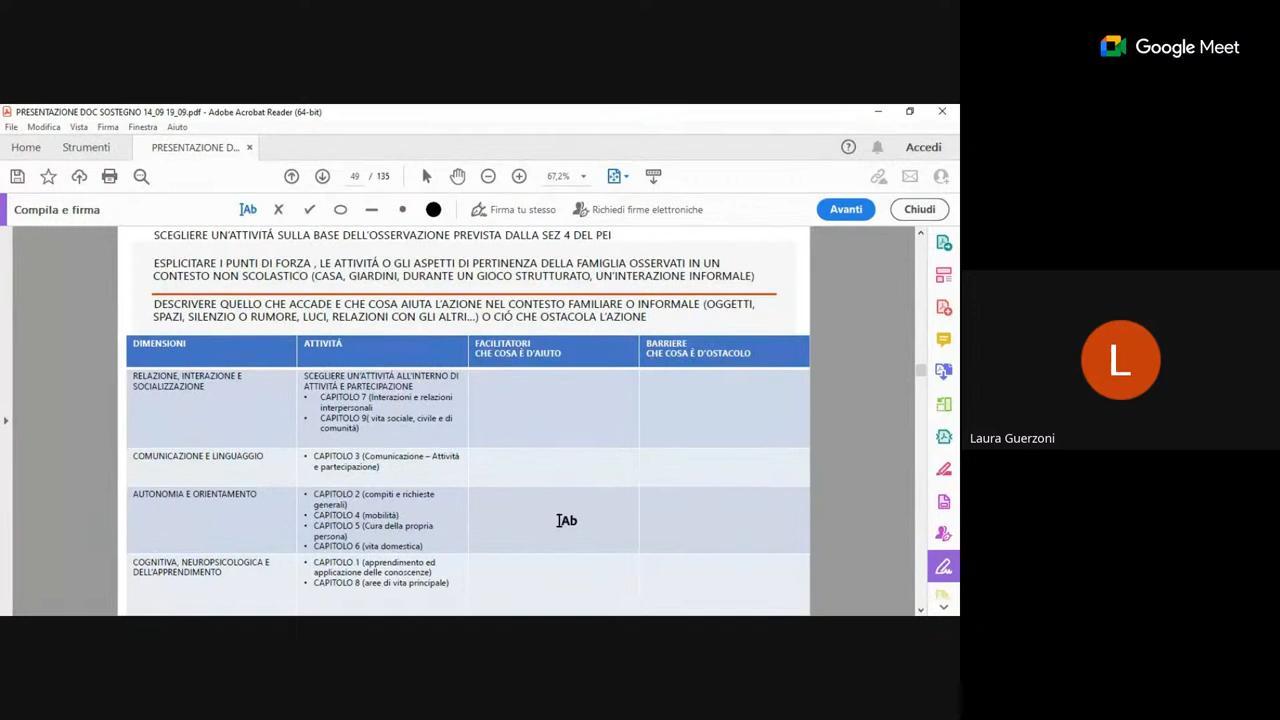 Google Meet
PRESENTAZIONE DOC SOSTEGNO 14_09 19_09.pdf - Adobe Acrobat Reader (64-bit)
File Modifica Vista Firma Finestra Aiuto
Home Strumenti PRESENTAZIONE D... × Accedi
49 / 135 67,2%
Compila e firma Ab Firma tu stesso Richiedi firme elettroniche Avanti Chiudi
SCEGLIERE UN'ATTIVITÁ SULLA BASE DELL'OSSERVAZIONE PREVISTA DALLA SEZ 4 DEL PEI
ESPLICITARE I PUNTI DI FORZA , LE ATTIVITÁ O GLI ASPETTI DI PERTINENZA DELLA FAMIGLIA OSSERVATI IN UN
CONTESTO NON SCOLASTICO (CASA, GIARDINI, DURANTE UN GIOCO STRUTTURATO, UN'INTERAZIONE INFORMALE)
DESCRIVERE QUELLO CHE ACCADE E CHE COSA AIUTA L'AZIONE NEL CONTESTO FAMILIARE O INFORMALE (OGGETTI,
SPAZI, SILENZIO O RUMORE, LUCI, RELAZIONI CON GLI ALTRI...) O CIÓ CHE OSTACOLA L'AZIONE
DIMENSIONI
ATTIVITÁ
FACILITATORI
CHE COSA È D'AIUTO
BARRIERE
CHE COSA È D'OSTACOLO
RELAZIONE, INTERAZIONE E
SOCIALIZZAZIONE
SCEGLIERE UN'ATTIVITÁ ALL'INTERNO DI
ATTIVITÁ E PARTECIPAZIONE
• CAPITOLO 7 (Interazioni e relazioni
interpersonali
• CAPITOLO 9( vita sociale, civile e di
comunità)
COMUNICAZIONE E LINGUAGGIO
• CAPITOLO 3 (Comunicazione – Attività
e partecipazione)
AUTONOMIA E ORIENTAMENTO
• CAPITOLO 2 (compiti e richieste
generali)
• CAPITOLO 4 (mobilità)
• CAPITOLO 5 (Cura della propria
persona)
• CAPITOLO 6 (vita domestica)
Ab
COGNITIVA, NEUROPSICOLOGICA E
DELL'APPRENDIMENTO
• CAPITOLO 1 (apprendimento ed
applicazione delle conoscenze)
• CAPITOLO 8 (aree di vita principale)
L
Laura Guerzoni